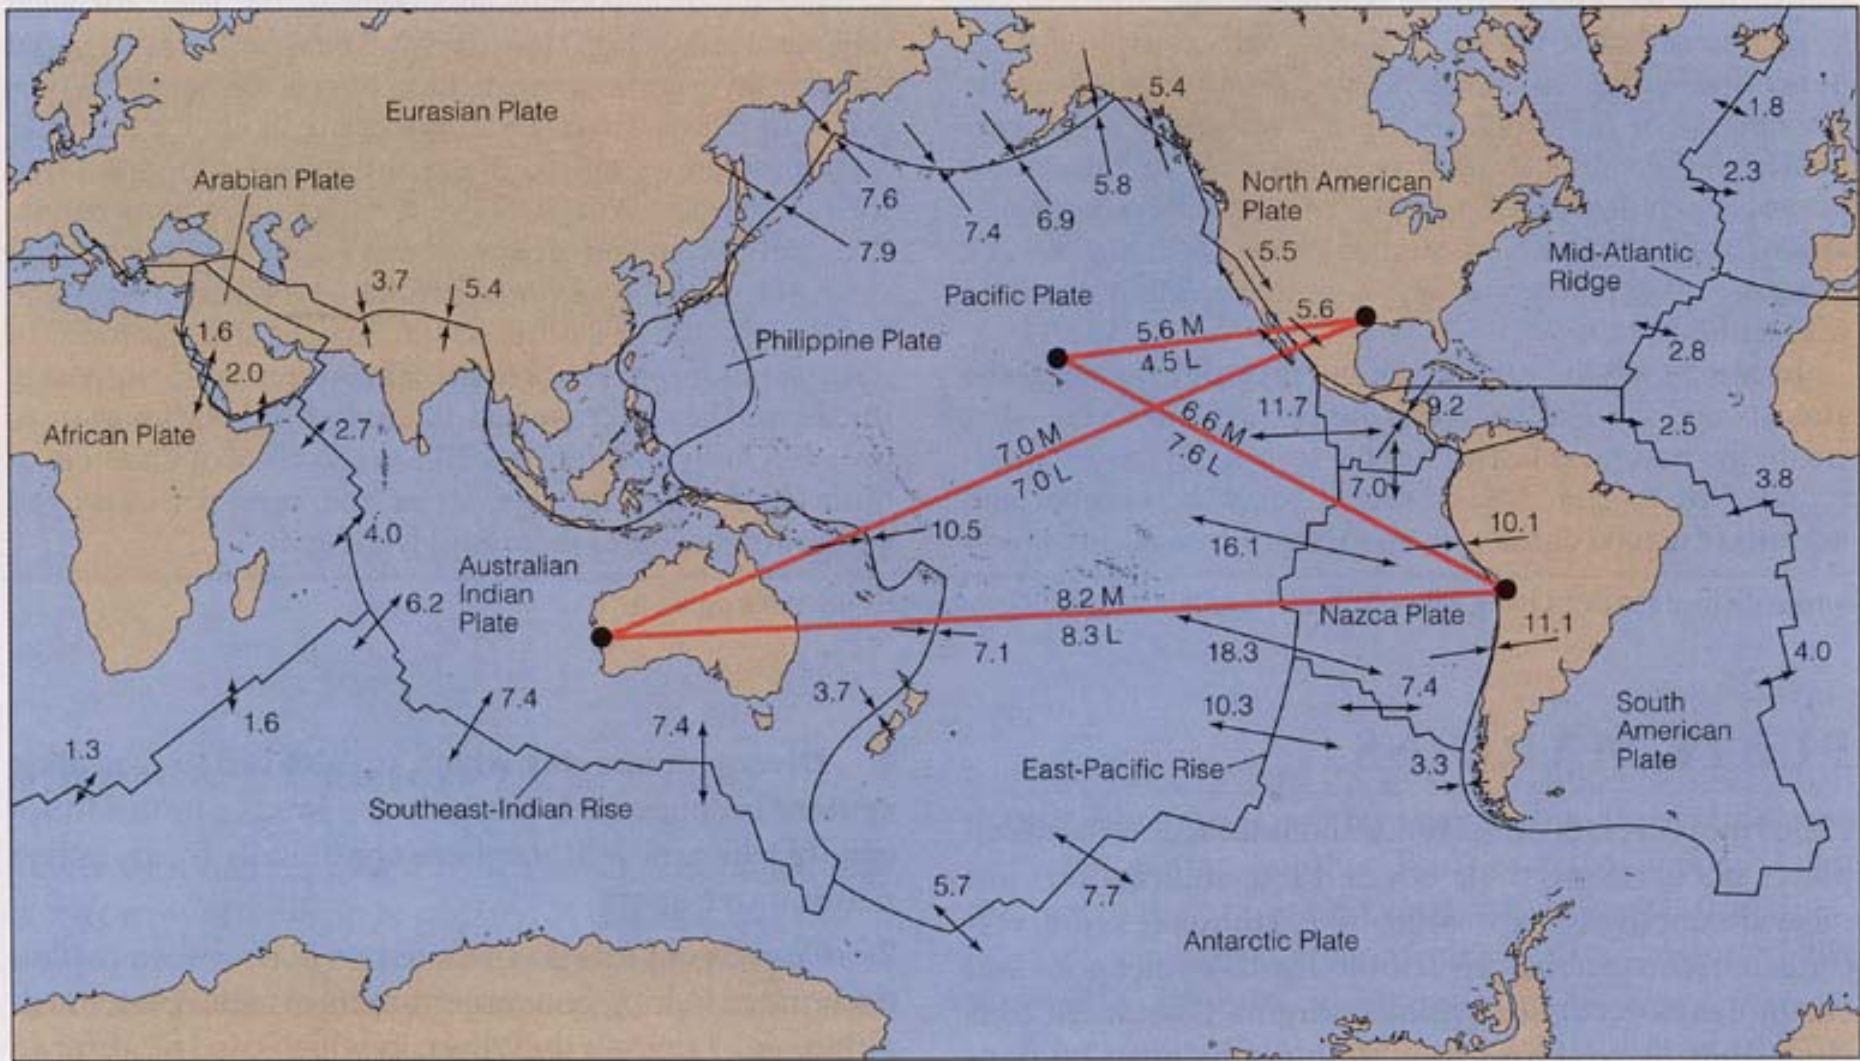 5.4
Eurasian Plate
1.8
Arabian Plate
2.3
North American
Plate
5.8
7.6
7.4
6.9
7.9
5.5
Mid-Atlantic
Ridge
3.7
5.4
Pacific Plate
5.6
1.6
Philippine Plate
5.6 M
4.5 L
2.8
2.0
11.7
9.2
6.6 M
7.6 L
African Plate
2.7
7.0 M
7.0 L
2.5
7.0
3.8
4.0
10.5
16.1
10.1
Australian
Indian
Plate
6.2
8.2 M
8.3 L
Nazca Plate
11.1
7.1
18.3
4.0
7.4
3.7
7.4
10.3
South
American
Plate
1.6
7.4
1.3
East-Pacific Rise
3.3
Southeast-Indian Rise
5.7
7.7
Antarctic Plate